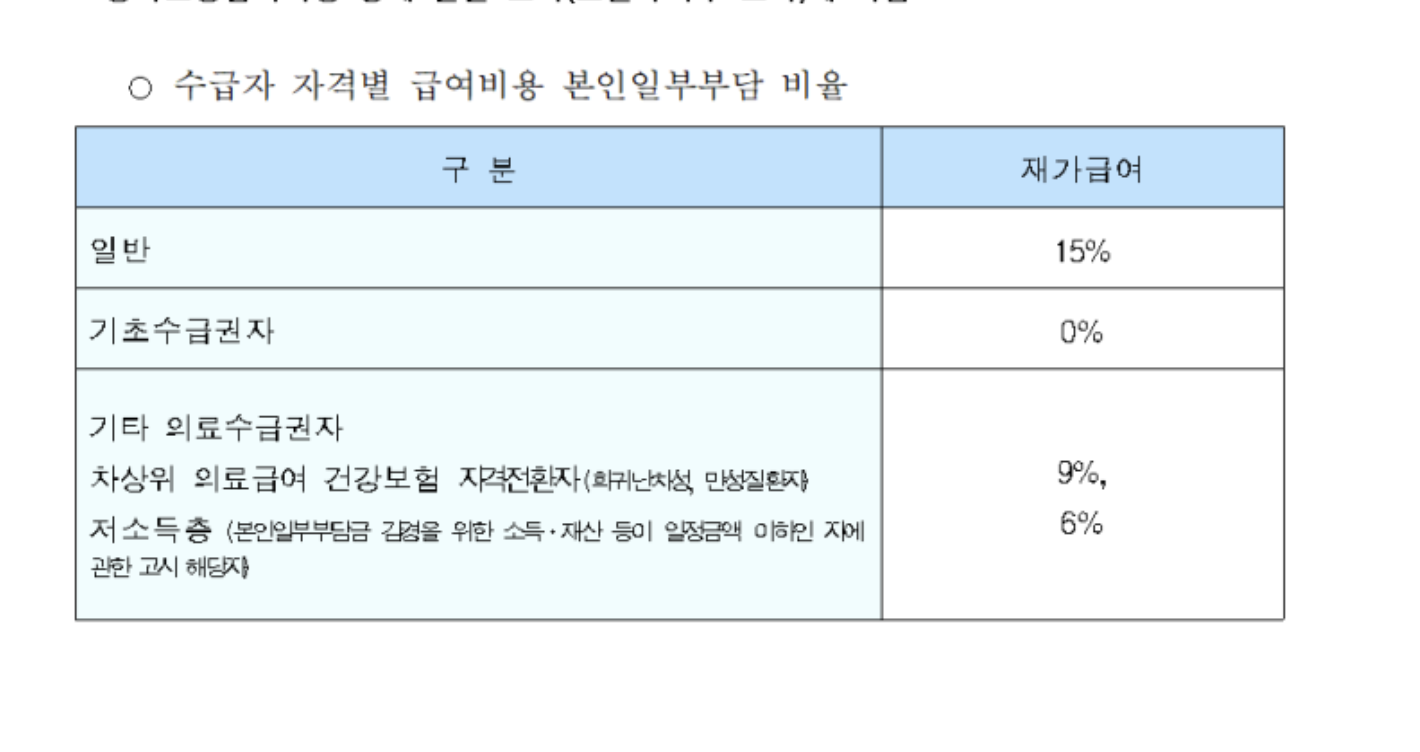 ○ 수급자 자격별 급여비용 본인일부부담 비율
구 분
재가급여
일반
15%
기초수급권자
0%
기타 의료수급권자
차상위 의료급여 건강보험 자격전환자(희귀난치성, 만성질환자)
저소득층 (본인일부부담금 감경을 위한 소득·재산 등이 일정금액 이하인 자에
관한 고시 해당자)
9%,
6%